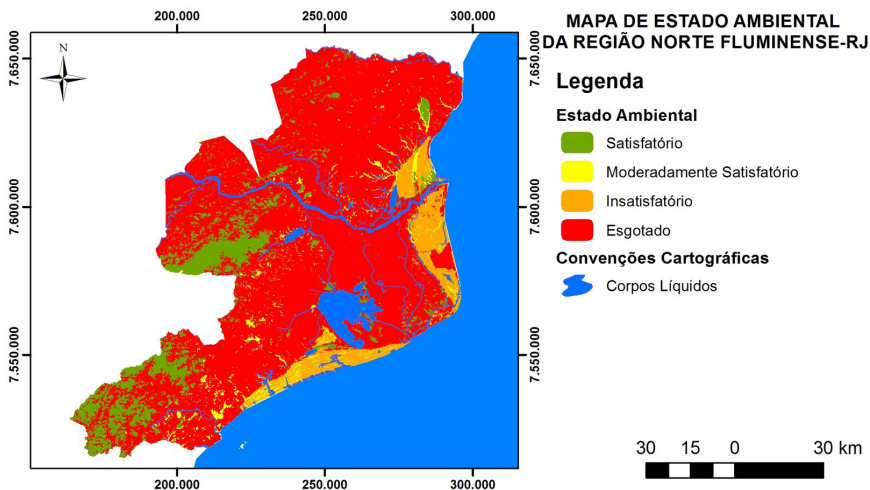 200.000
250.000
300.000
7.650.000
7.600.000
7.550.000
N
7.650.000
7.600.000
7.550.000
200.000
250.000
300.000
MAPA DE ESTADO AMBIENTAL
DA REGIÃO NORTE FLUMINENSE-RJ
Legenda
Estado Ambiental
Satisfatório
Moderadamente Satisfatório
Insatisfatório
Esgotado
Convenções Cartográficas
Corpos Líquidos
30 15 0 30 km